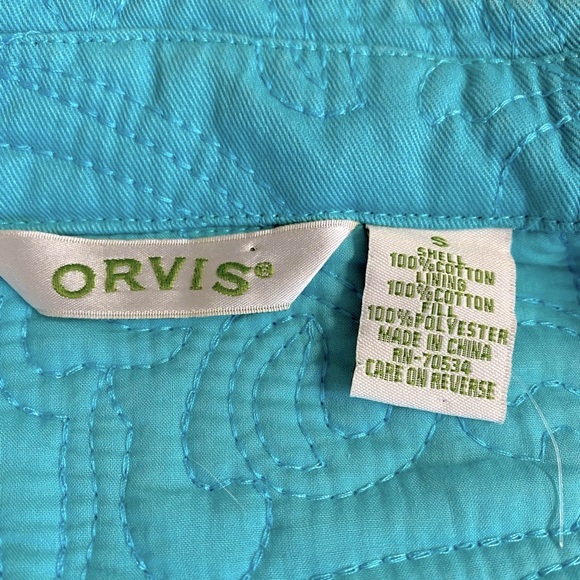 ORVIS®
S
SHELL
100%COTTON
LINING
100%COTTON
FILL
100%POLYESTER
MADE IN CHINA
RN-70534
CARE ON REVERSE